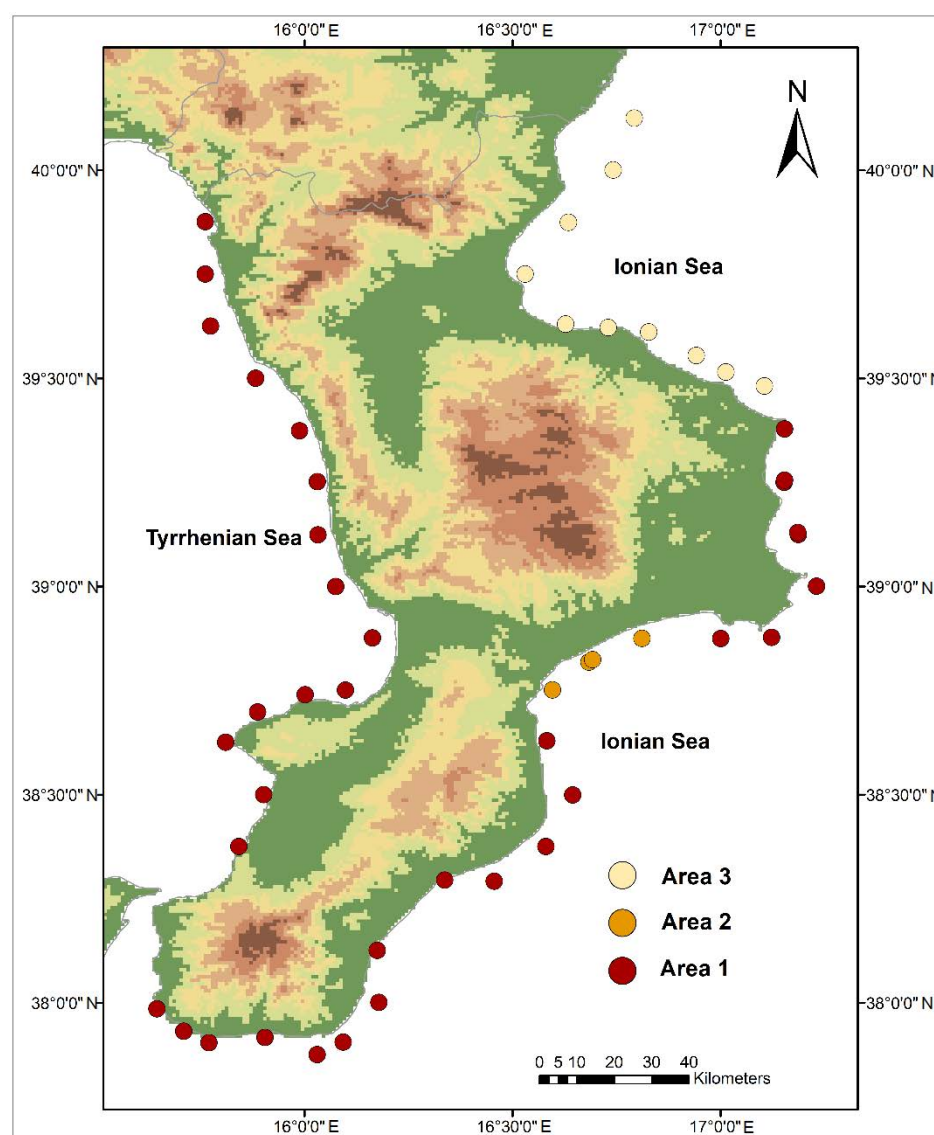 16°0'0"E 16°30'0"E 17°0'0"E
N
40°0'0"N 40°0'0"N
Ionian Sea
39°30'0"N 39°30'0"N
Tyrrhenian Sea
39°0'0"N 39°0'0"N
Ionian Sea
38°30'0"N 38°30'0"N
Area 3
Area 2
Area 1
38°0'0"N 38°0'0"N
0 5 10 20 30 40
Kilometers
16°0'0"E 16°30'0"E 17°0'0"E